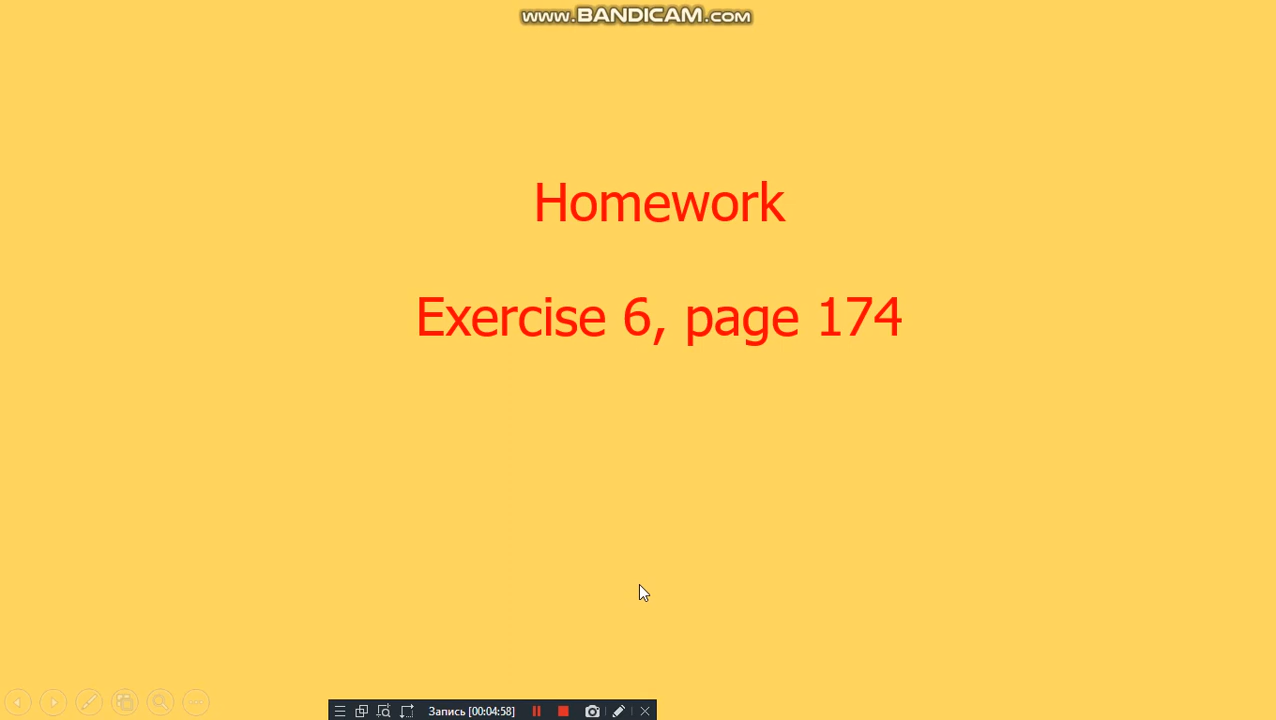 www.BANDICAM.com
Homework
Exercise 6, page 174
Запись [00:04:58]